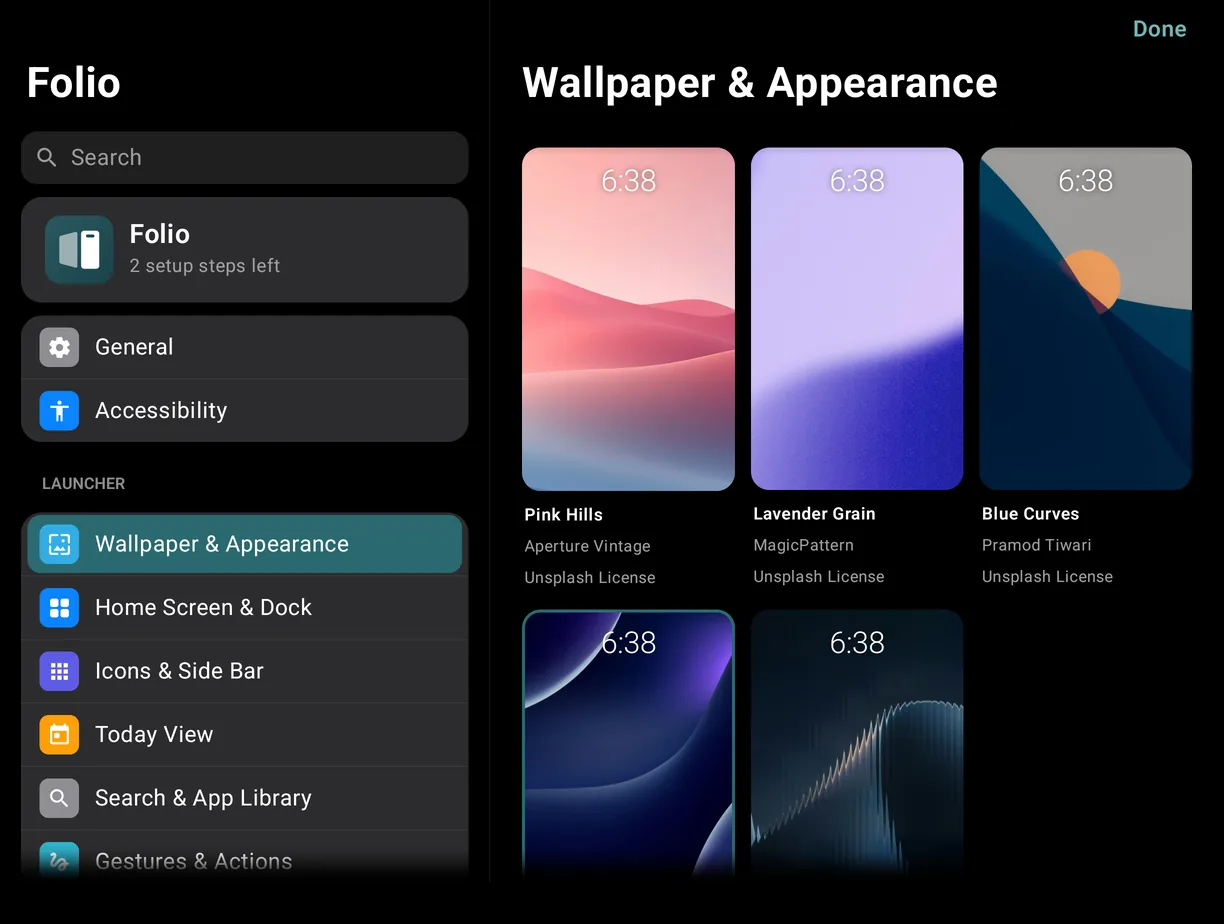 Folio
Search
Folio
2 setup steps left
General
Accessibility
LAUNCHER
Wallpaper & Appearance
Home Screen & Dock
Icons & Side Bar
Today View
Search & App Library
Gestures & Actions
Done
Wallpaper & Appearance
6:38
6:38
6:38
Pink Hills
Aperture Vintage
Unsplash License
Lavender Grain
MagicPattern
Unsplash License
Blue Curves
Pramod Tiwari
Unsplash License
6:38
6:38